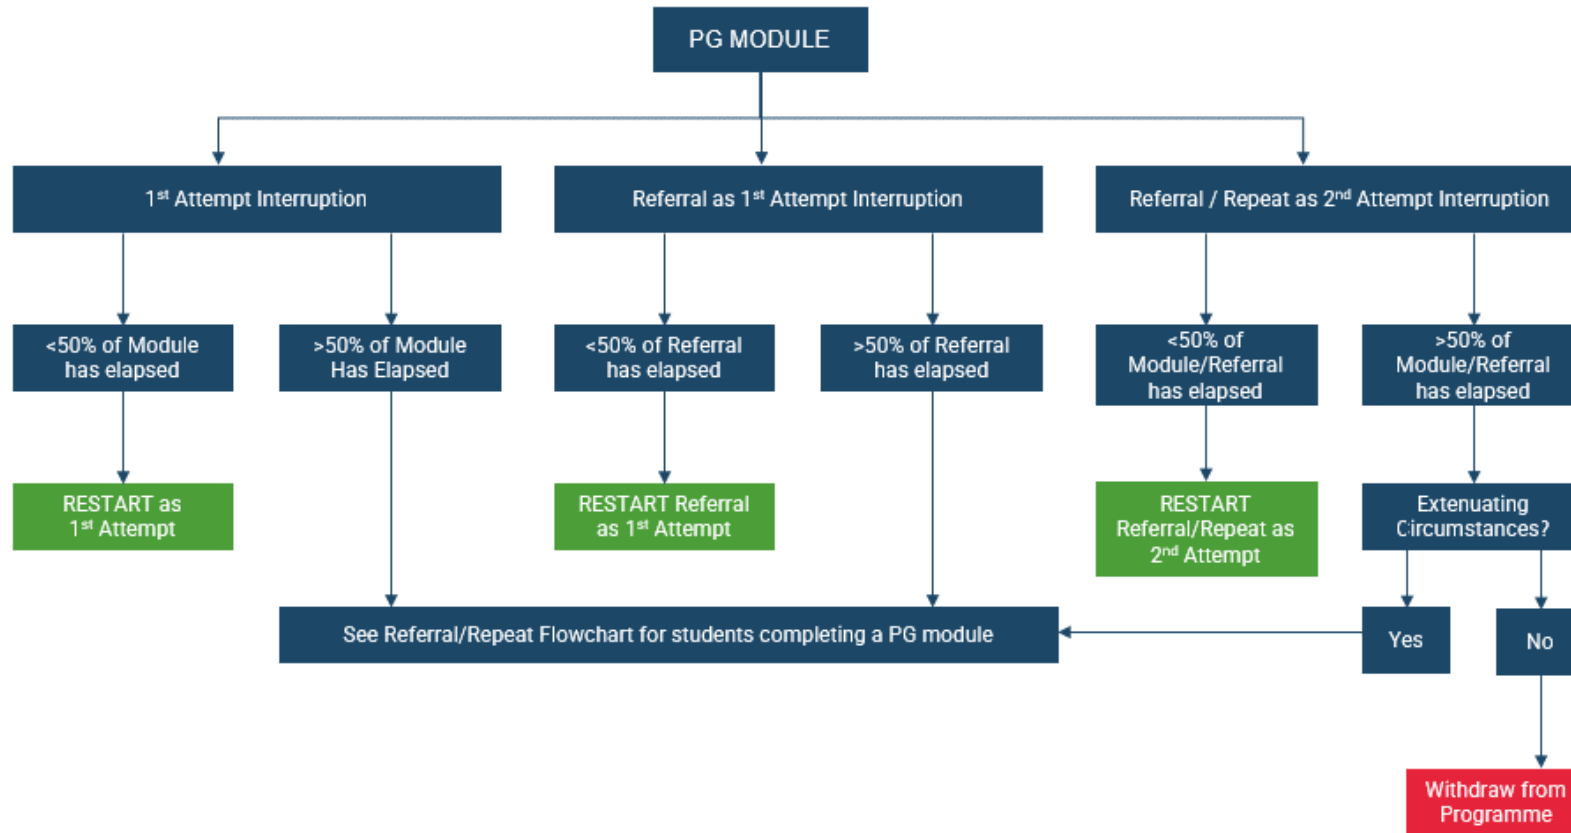 PG MODULE
1st Attempt Interruption
Referral as 1st Attempt Interruption
Referral / Repeat as 2nd Attempt Interruption
<50% of Module
has elapsed
>50% of Module
Has Elapsed
<50% of Referral
has elapsed
>50% of Referral
has elapsed
<50% of
Module/Referral
has elapsed
>50% of
Module/Referral
has elapsed
RESTART as
1st Attempt
RESTART Referral
as 1st Attempt
RESTART
Referral/Repeat as
2nd Attempt
Extenuating
Circumstances?
See Referral/Repeat Flowchart for students completing a PG module
Yes
No
Withdraw from
Programme